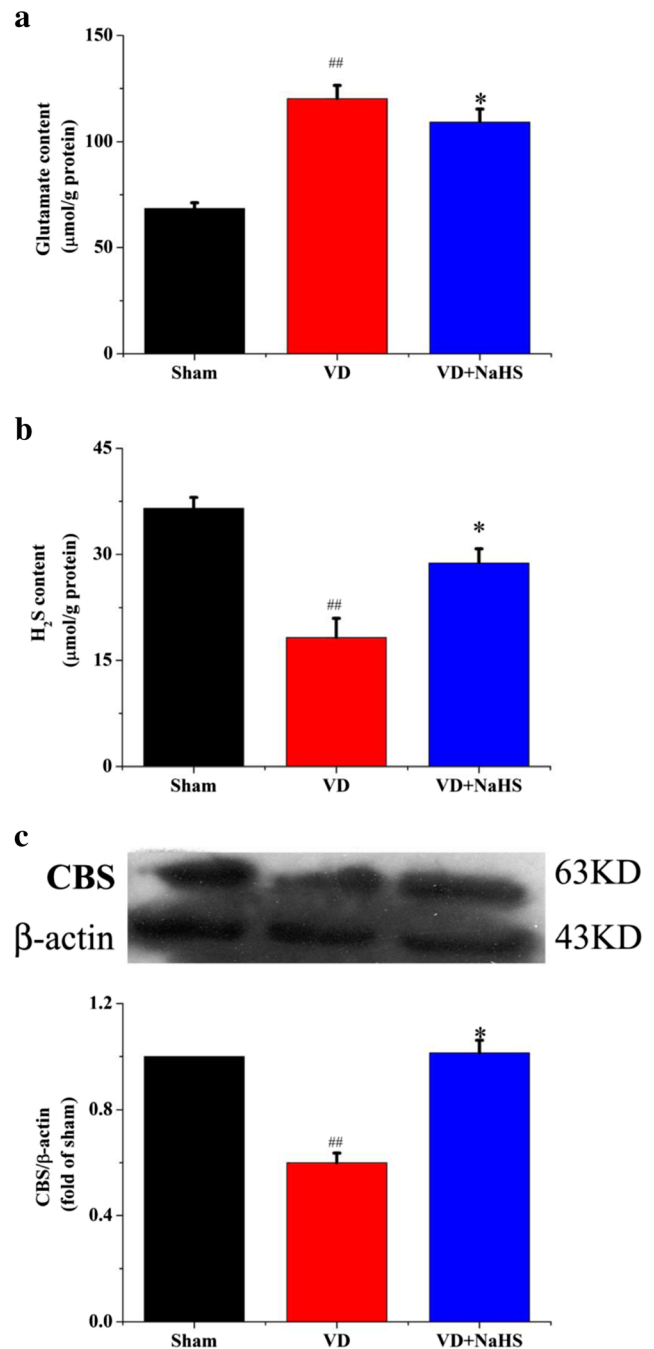 a
Glutamate content
(μmol/g protein)
150
100
50
0
##
*
Sham VD VD+NaHS
b
H₂S content
(μmol/g protein)
45
30
15
0
##
*
Sham VD VD+NaHS
c
CBS 63KD
β-actin 43KD
CBS/β-actin
(fold of sham)
1.2
0.8
0.4
0.0
##
*
Sham VD VD+NaHS